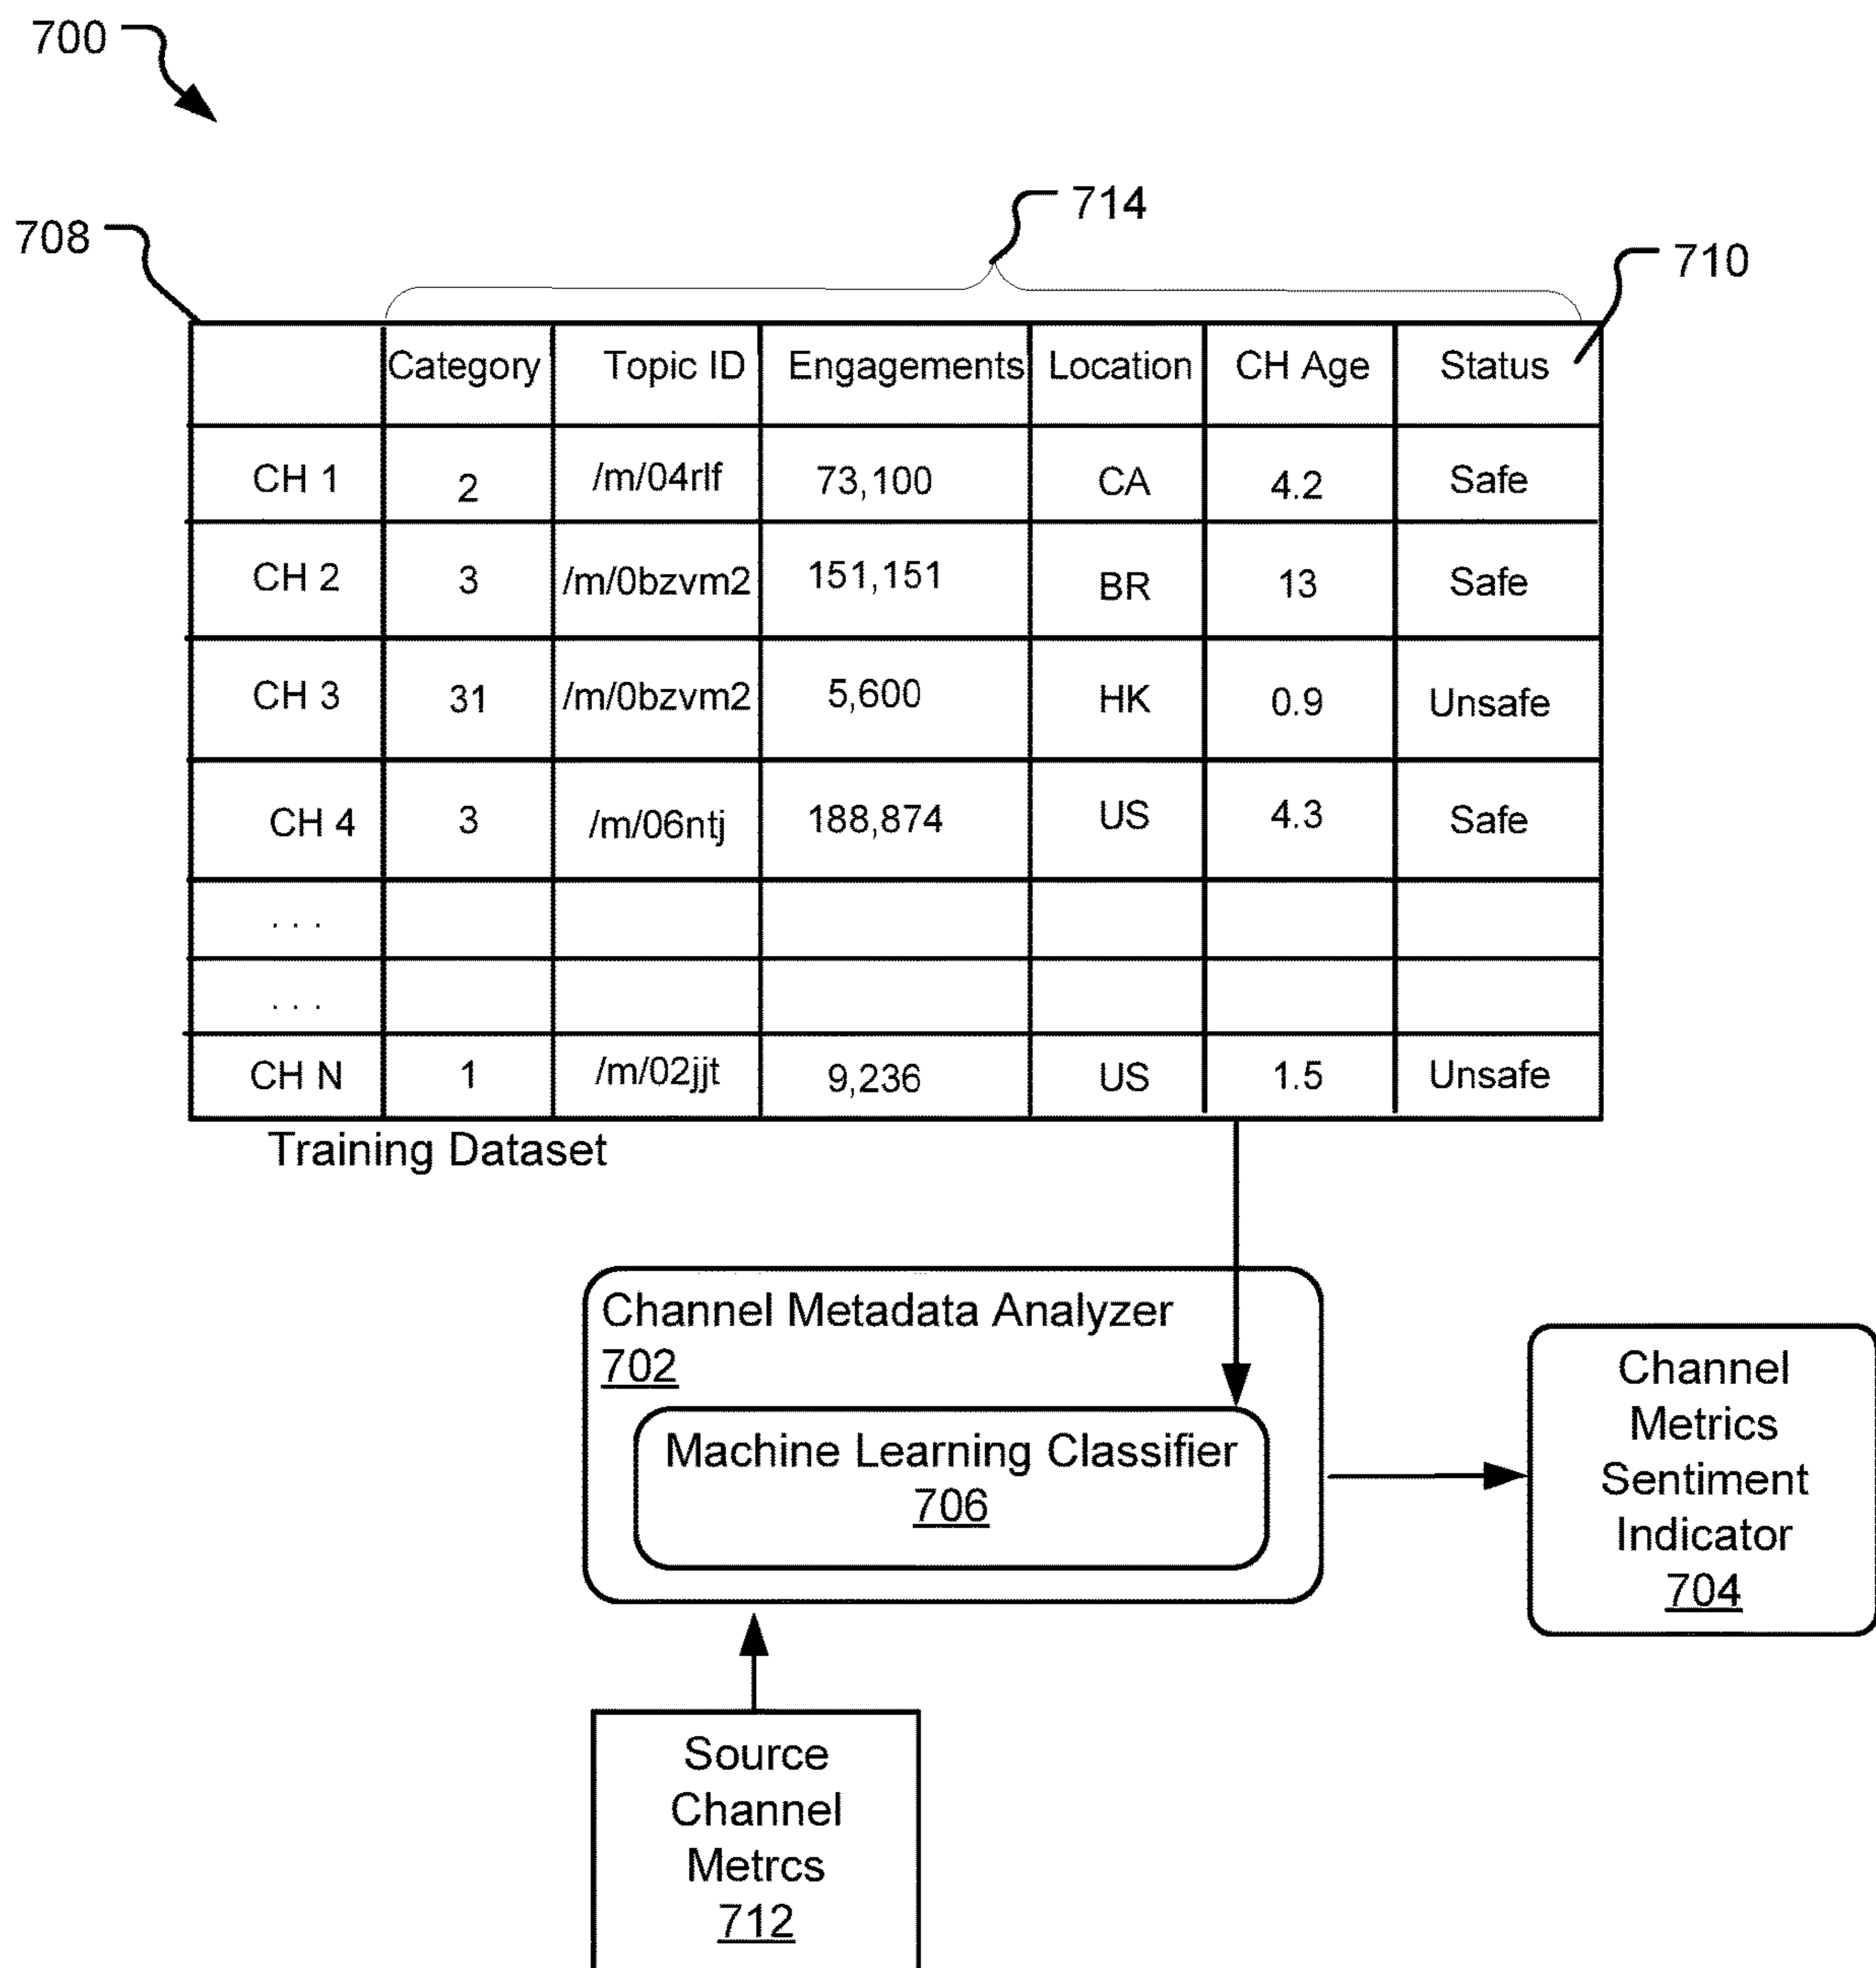 700
714
708
710
Category Topic ID Engagements Location CH Age Status
CH 1 2 /m/04rlf 73,100 CA 4.2 Safe
CH 2 3 /m/0bzvm2 151,151 BR 13 Safe
CH 3 31 /m/0bzvm2 5,600 HK 0.9 Unsafe
CH 4 3 /m/06ntj 188,874 US 4.3 Safe
. . .
. . .
CH N 1 /m/02jjt 9,236 US 1.5 Unsafe
Training Dataset
Channel Metadata Analyzer
702
Machine Learning Classifier
706
Channel
Metrics
Sentiment
Indicator
704
Source
Channel
Metrcs
712